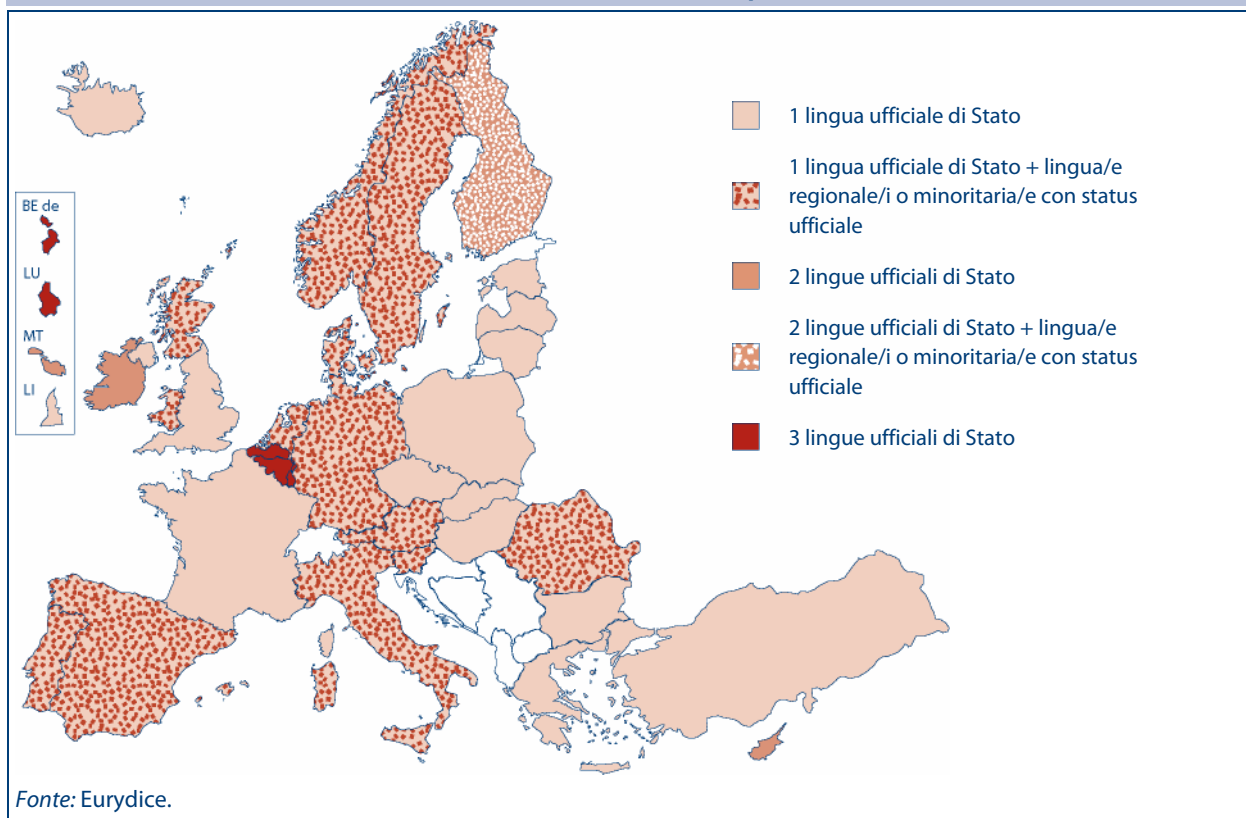 BE de
LU
MT
LI
1 lingua ufficiale di Stato
1 lingua ufficiale di Stato + lingua/e
regionale/i o minoritaria/e con status
ufficiale
2 lingue ufficiali di Stato
2 lingue ufficiali di Stato + lingua/e
regionale/i o minoritaria/e con status
ufficiale
3 lingue ufficiali di Stato
Fonte: Eurydice.